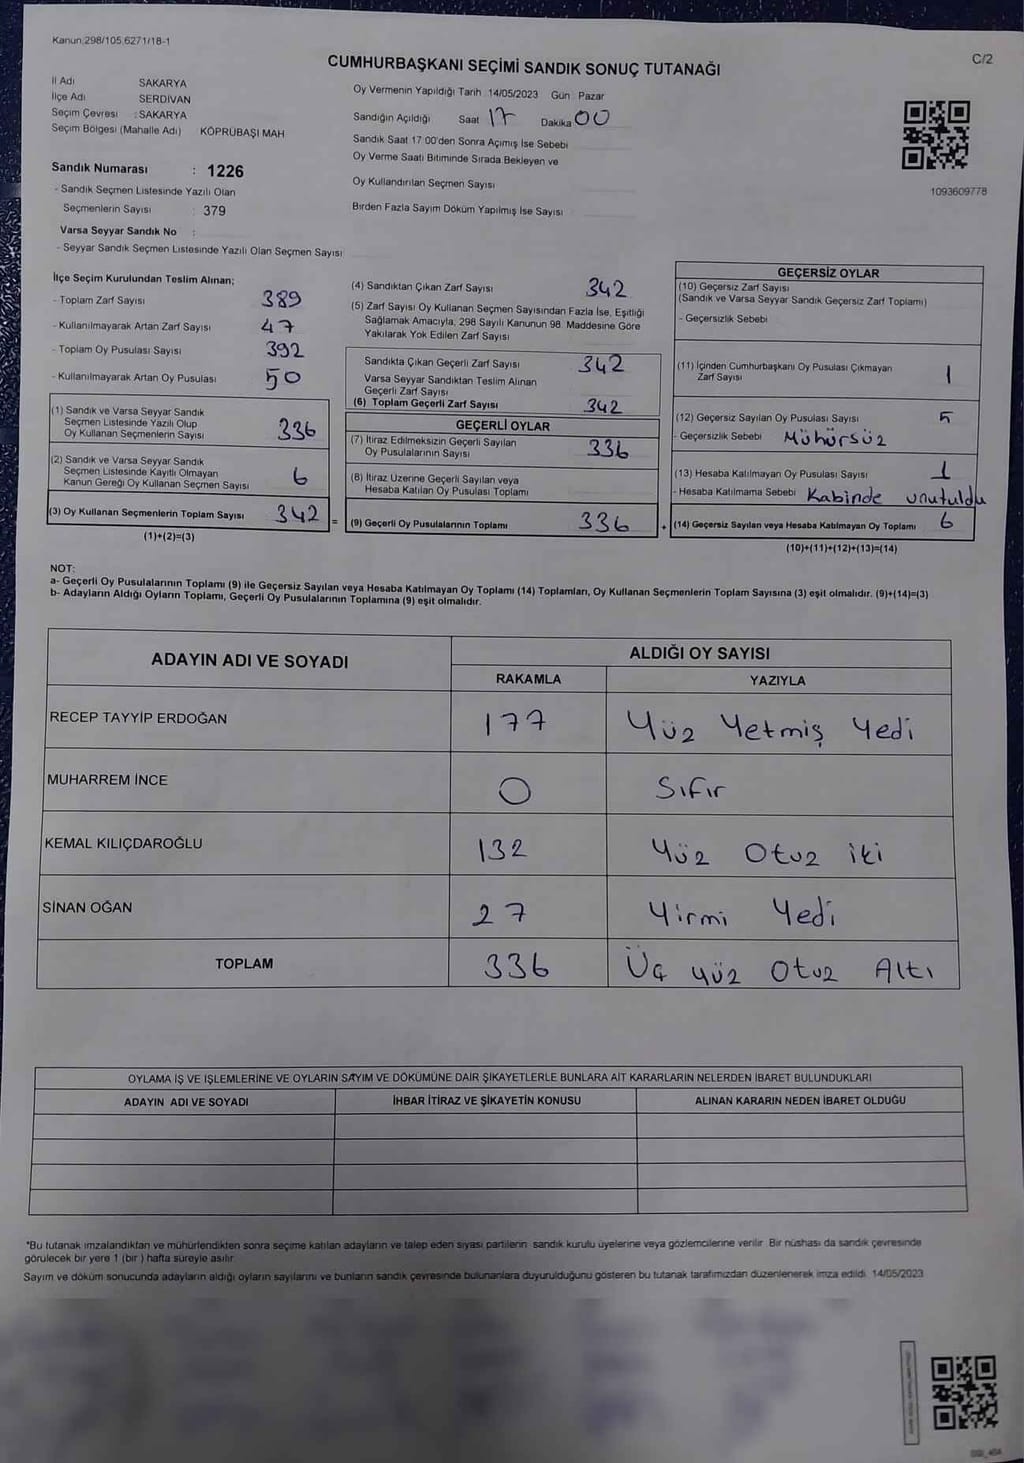 Kanun:298/105,6271/18-1
C/2
CUMHURBAŞKANI SEÇİMİ SANDIK SONUÇ TUTANAĞI
İl Adı SAKARYA
İlçe Adı SERDİVAN
Seçim Çevresi : SAKARYA
Seçim Bölgesi (Mahalle Adı) KÖPRÜBAŞI MAH
Sandık Numarası : 1226
- Sandık Seçmen Listesinde Yazılı Olan
Seçmenlerin Sayısı : 379
Varsa Seyyar Sandık No :
- Seyyar Sandık Seçmen Listesinde Yazılı Olan Seçmen Sayısı
Oy Vermenin Yapıldığı Tarih 14/05/2023 Gün Pazar
Sandığın Açıldığı Saat 17 Dakika 00
Sandık Saat 17:00'den Sonra Açımış İse Sebebi
Oy Verme Saati Bitiminde Sırada Bekleyen ve
Oy Kullandırılan Seçmen Sayısı
Birden Fazla Sayım Döküm Yapılmış İse Sayısı
1093609778
İlçe Seçim Kurulundan Teslim Alınan;
- Toplam Zarf Sayısı 389
- Kullanılmayarak Artan Zarf Sayısı 47
- Toplam Oy Pusulası Sayısı 392
- Kullanılmayarak Artan Oy Pusulası 50
(1) Sandık ve Varsa Seyyar Sandık
Seçmen Listesinde Yazılı Olup
Oy Kullanan Seçmenlerin Sayısı 336
(2) Sandık ve Varsa Seyyar Sandık
Seçmen Listesinde Kayıtlı Olmayan
Kanun Gereği Oy Kullanan Seçmen Sayısı 6
(3) Oy Kullanan Seçmenlerin Toplam Sayısı 342 =
(1)+(2)=(3)
(4) Sandıktan Çıkan Zarf Sayısı 342
(5) Zarf Sayısı Oy Kullanan Seçmen Sayısından Fazla İse, Eşitliği
Sağlamak Amacıyla, 298 Sayılı Kanunun 98. Maddesine Göre
Yakılarak Yok Edilen Zarf Sayısı
Sandıkta Çıkan Geçerli Zarf Sayısı 342
Varsa Seyyar Sandıktan Teslim Alınan
Geçerli Zarf Sayısı
(6) Toplam Geçerli Zarf Sayısı 342
GEÇERLİ OYLAR
(7) İtiraz Edilmeksizin Geçerli Sayılan
Oy Pusulalarının Sayısı 336
(8) İtiraz Üzerine Geçerli Sayılan veya
Hesaba Katılan Oy Pusulası Toplamı
(9) Geçerli Oy Pusulalarının Toplamı 336 +
GEÇERSİZ OYLAR
(10) Geçersiz Zarf Sayısı
(Sandık ve Varsa Seyyar Sandık Geçersiz Zarf Toplamı)
- Geçersizlik Sebebi
(11) İçinden Cumhurbaşkanı Oy Pusulası Çıkmayan
Zarf Sayısı 1
(12) Geçersiz Sayılan Oy Pusulası Sayısı 5
- Geçersizlik Sebebi Mühürsüz
(13) Hesaba Katılmayan Oy Pusulası Sayısı 1
- Hesaba Katılmama Sebebi Kabinde unutuldu
(14) Geçersiz Sayılan veya Hesaba Katılmayan Oy Toplamı 6
(10)+(11)+(12)+(13)=(14)
NOT:
a- Geçerli Oy Pusulalarının Toplamı (9) ile Geçersiz Sayılan veya Hesaba Katılmayan Oy Toplamı (14) Toplamları, Oy Kullanan Seçmenlerin Toplam Sayısına (3) eşit olmalıdır. (9)+(14)=(3)
b- Adayların Aldığı Oyların Toplamı, Geçerli Oy Pusulalarının Toplamına (9) eşit olmalıdır.
ADAYIN ADI VE SOYADI ALDIĞI OY SAYISI
RAKAMLA YAZIYLA
RECEP TAYYİP ERDOĞAN 177 Yüz Yetmiş Yedi
MUHARREM İNCE 0 Sıfır
KEMAL KILIÇDAROĞLU 132 Yüz Otuz iki
SİNAN OĞAN 27 Yirmi Yedi
TOPLAM 336 Üç yüz Otuz Altı
OYLAMA İŞ VE İŞLEMLERİNE VE OYLARIN SAYIM VE DÖKÜMÜNE DAİR ŞİKAYETLERLE BUNLARA AİT KARARLARIN NELERDEN İBARET BULUNDUKLARI
ADAYIN ADI VE SOYADI İHBAR İTİRAZ VE ŞİKAYETİN KONUSU ALINAN KARARIN NEDEN İBARET OLDUĞU
*Bu tutanak imzalandıktan ve mühürlendikten sonra seçime katılan adayların ve talep eden siyasi partilerin sandık kurulu üyelerine veya gözlemcilerine verilir. Bir nüshası da sandık çevresinde
görülecek bir yere 1 (bir) hafta süreyle asılır.
Sayım ve döküm sonucunda adayların aldığı oyların sayılarını ve bunların sandık çevresinde bulunanlara duyurulduğunu gösteren bu tutanak tarafımızdan düzenlenerek imza edildi. 14/05/2023